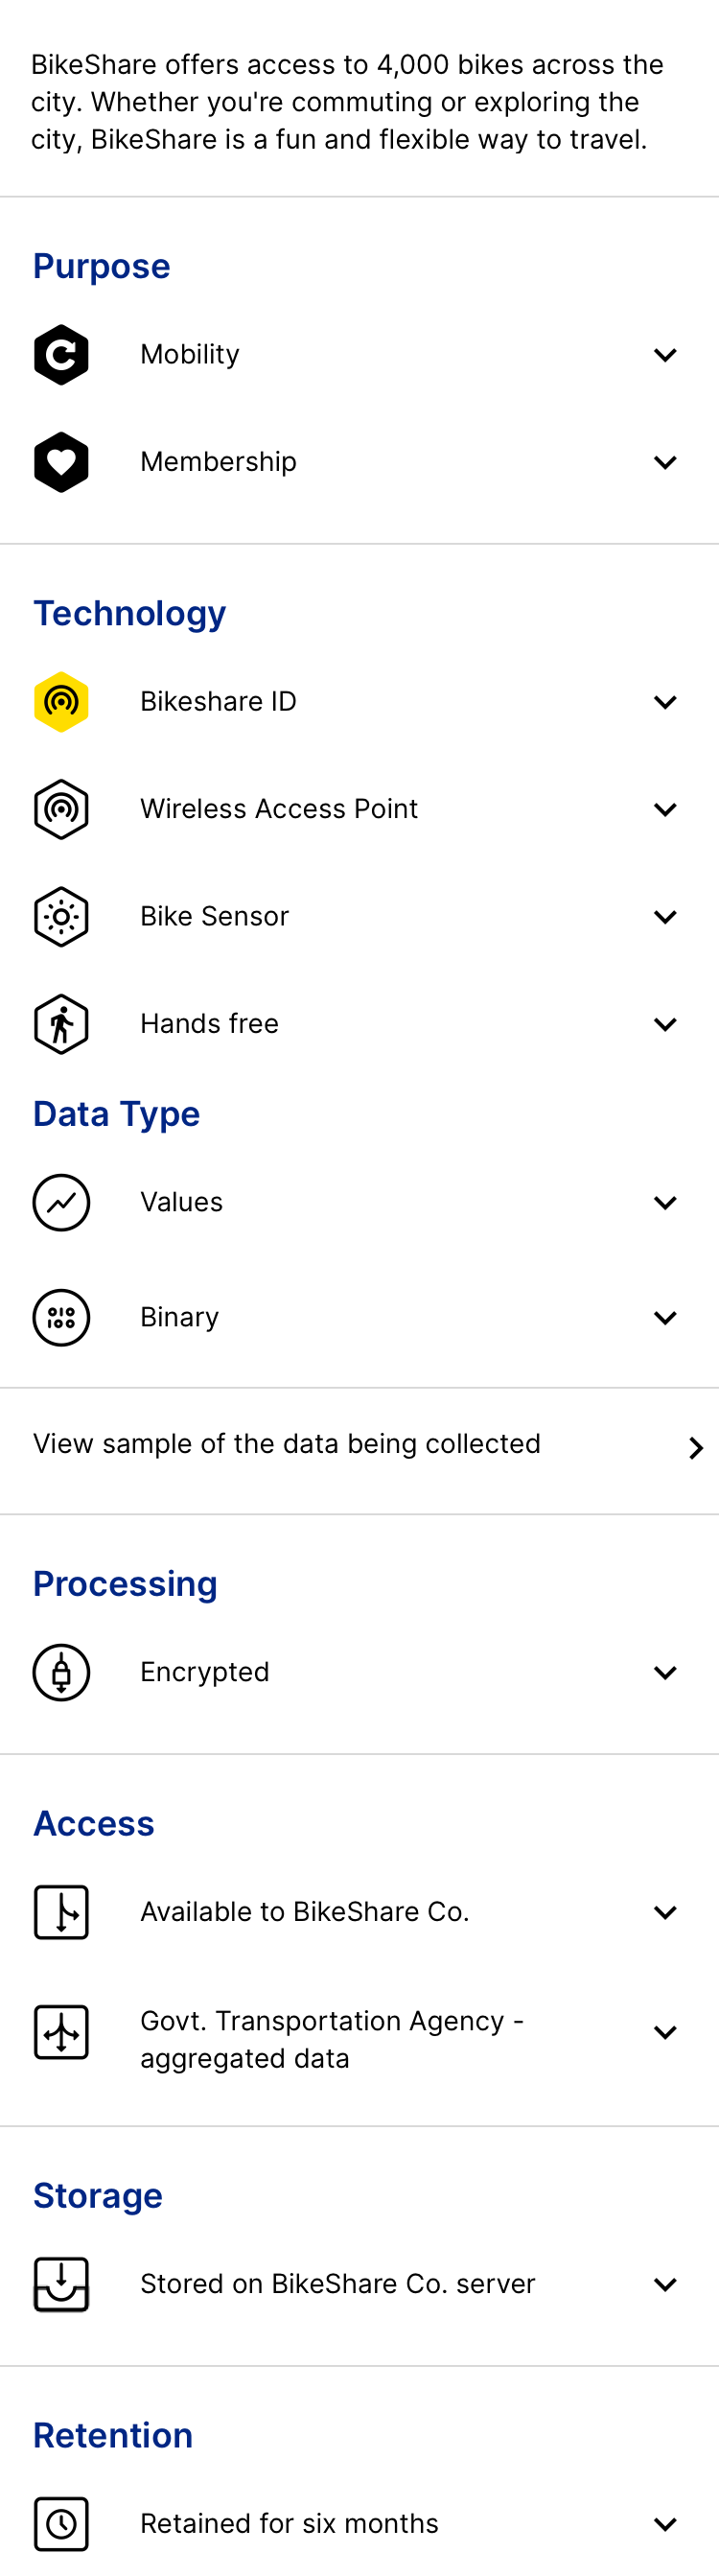 BikeShare offers access to 4,000 bikes across the
city. Whether you're commuting or exploring the
city, BikeShare is a fun and flexible way to travel.
Purpose
Mobility
Membership
Technology
Bikeshare ID
Wireless Access Point
Bike Sensor
Hands free
Data Type
Values
Binary
View sample of the data being collected
Processing
Encrypted
Access
Available to BikeShare Co.
Govt. Transportation Agency -
aggregated data
Storage
Stored on BikeShare Co. server
Retention
Retained for six months